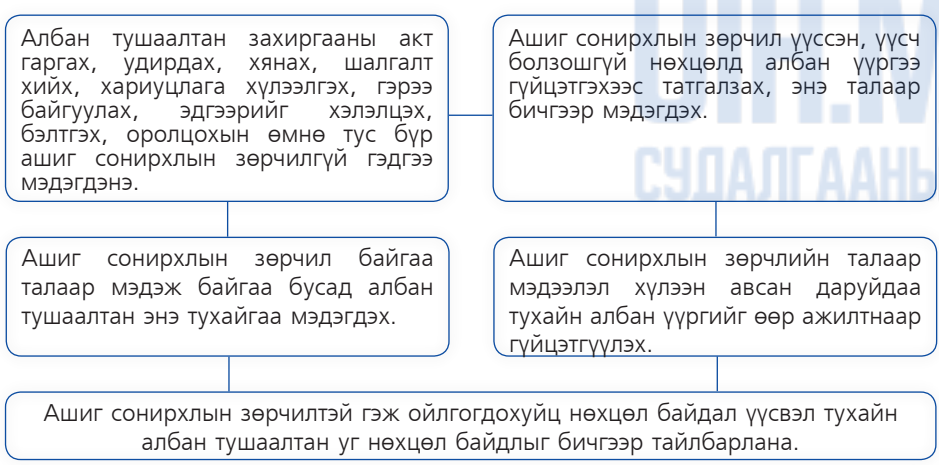 Албан тушаалтан захиргааны акт
гаргах, удирдах, хянах, шалгалт
хийх, хариуцлага хүлээлгэх, гэрээ
байгуулах, эдгээрийг хэлэлцэх,
бэлтгэх, оролцохын өмнө тус бүр
ашиг сонирхлын зөрчилгүй гэдгээ
мэдэгдэнэ.
Ашиг сонирхлын зөрчил үүссэн, үүсч
болзошгүй нөхцөлд албан үүргээ
гүйцэтгэхээс татгалзах, энэ талаар
бичгээр мэдэгдэх.
СУДАЛГААНЫ
Ашиг сонирхлын зөрчил байгаа
талаар мэдэж байгаа бусад албан
тушаалтан энэ тухайгаа мэдэгдэх.
Ашиг сонирхлын зөрчлийн талаар
мэдээлэл хүлээн авсан даруйдаа
тухайн албан үүргийг өөр ажилтнаар
гүйцэтгүүлэх.
Ашиг сонирхлын зөрчилтэй гэж ойлгогдохуйц нөхцөл байдал үүсвэл тухайн
албан тушаалтан уг нөхцөл байдлыг бичгээр тайлбарлана.